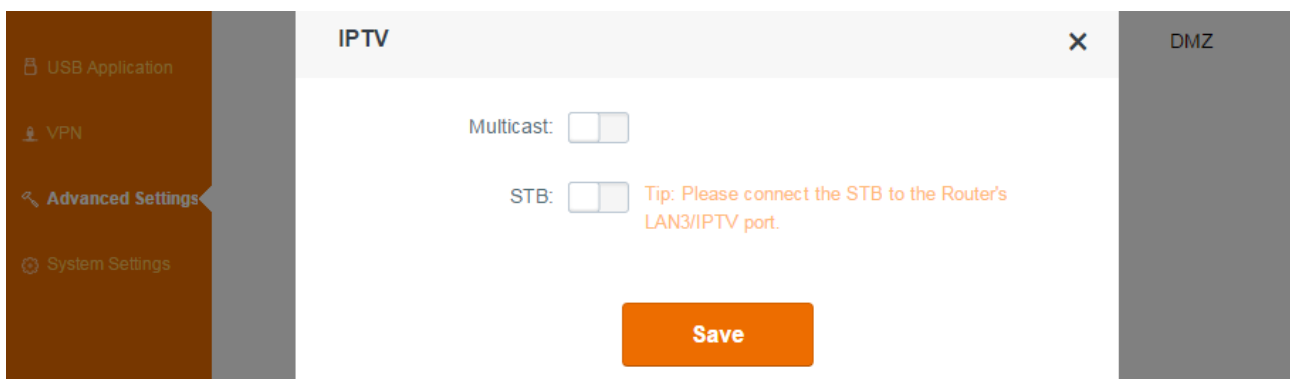 USB Application
VPN
Advanced Settings
System Settings
IPTV
Multicast:
STB:
Tip: Please connect the STB to the Router's
LAN3/IPTV port.
Save
DMZ